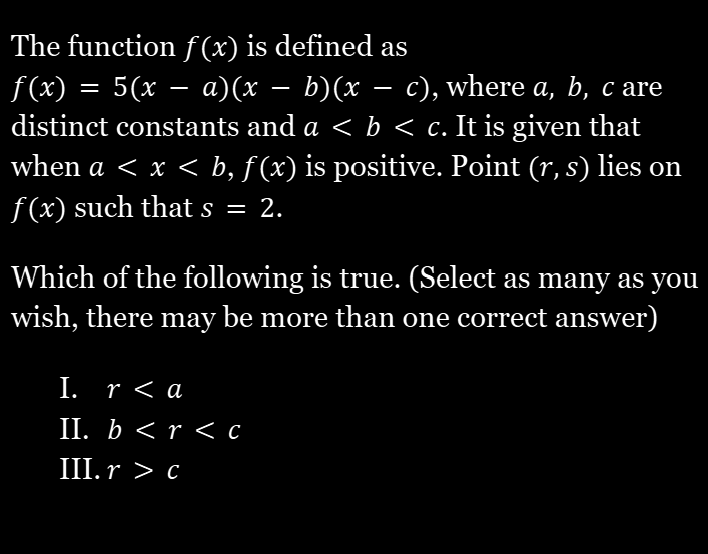 The function f(x) is defined as
f(x) = 5(x − a)(x − b)(x − c), where a, b, c are
distinct constants and a < b < c. It is given that
when a < x < b, f(x) is positive. Point (r, s) lies on
f(x) such that s = 2.
Which of the following is true. (Select as many as you
wish, there may be more than one correct answer)
I. r < a
II. b < r < c
III. r > c